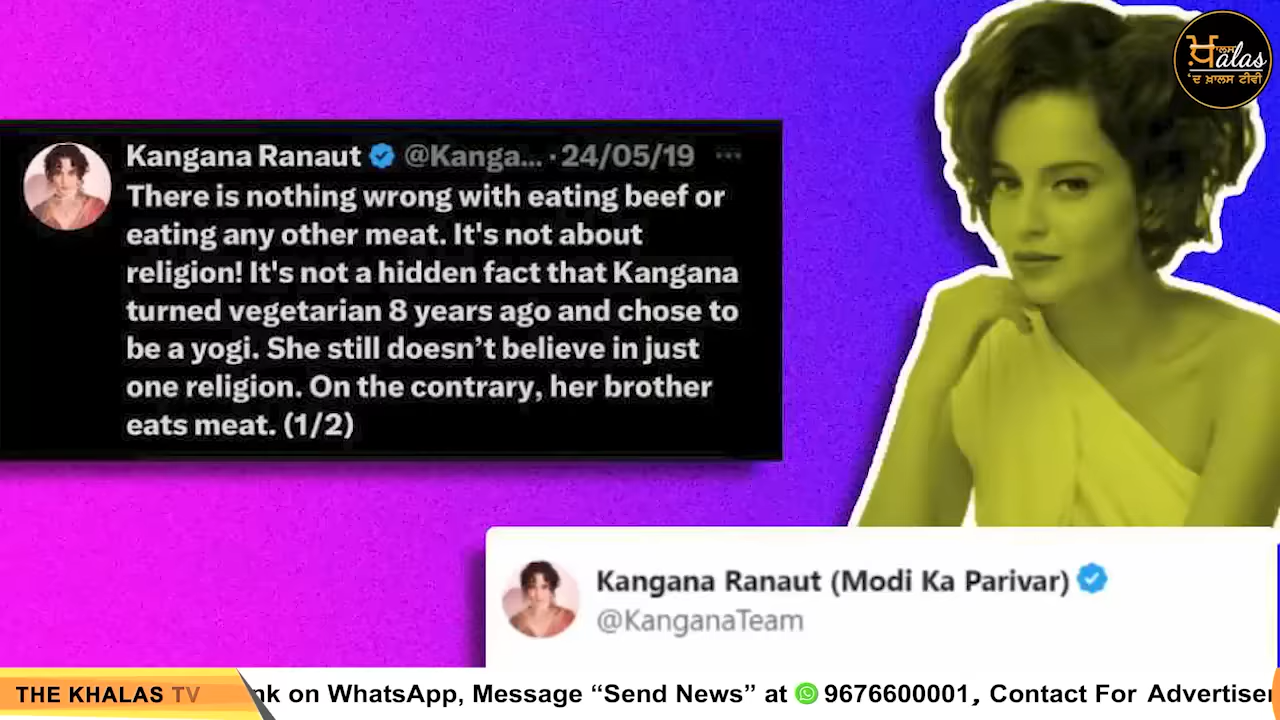 ਖ਼ਾਲਸ
alas
'ਦ ਖ਼ਾਲਸ ਟੀਵੀ
Kangana Ranaut @Kanga... · 24/05/19 ...
There is nothing wrong with eating beef or
eating any other meat. It's not about
religion! It's not a hidden fact that Kangana
turned vegetarian 8 years ago and chose to
be a yogi. She still doesn't believe in just
one religion. On the contrary, her brother
eats meat. (1/2)
Kangana Ranaut (Modi Ka Parivar)
@KanganaTeam
THE KHALAS TV
nk on WhatsApp, Message “Send News” at 9676600001, Contact For Advertiser